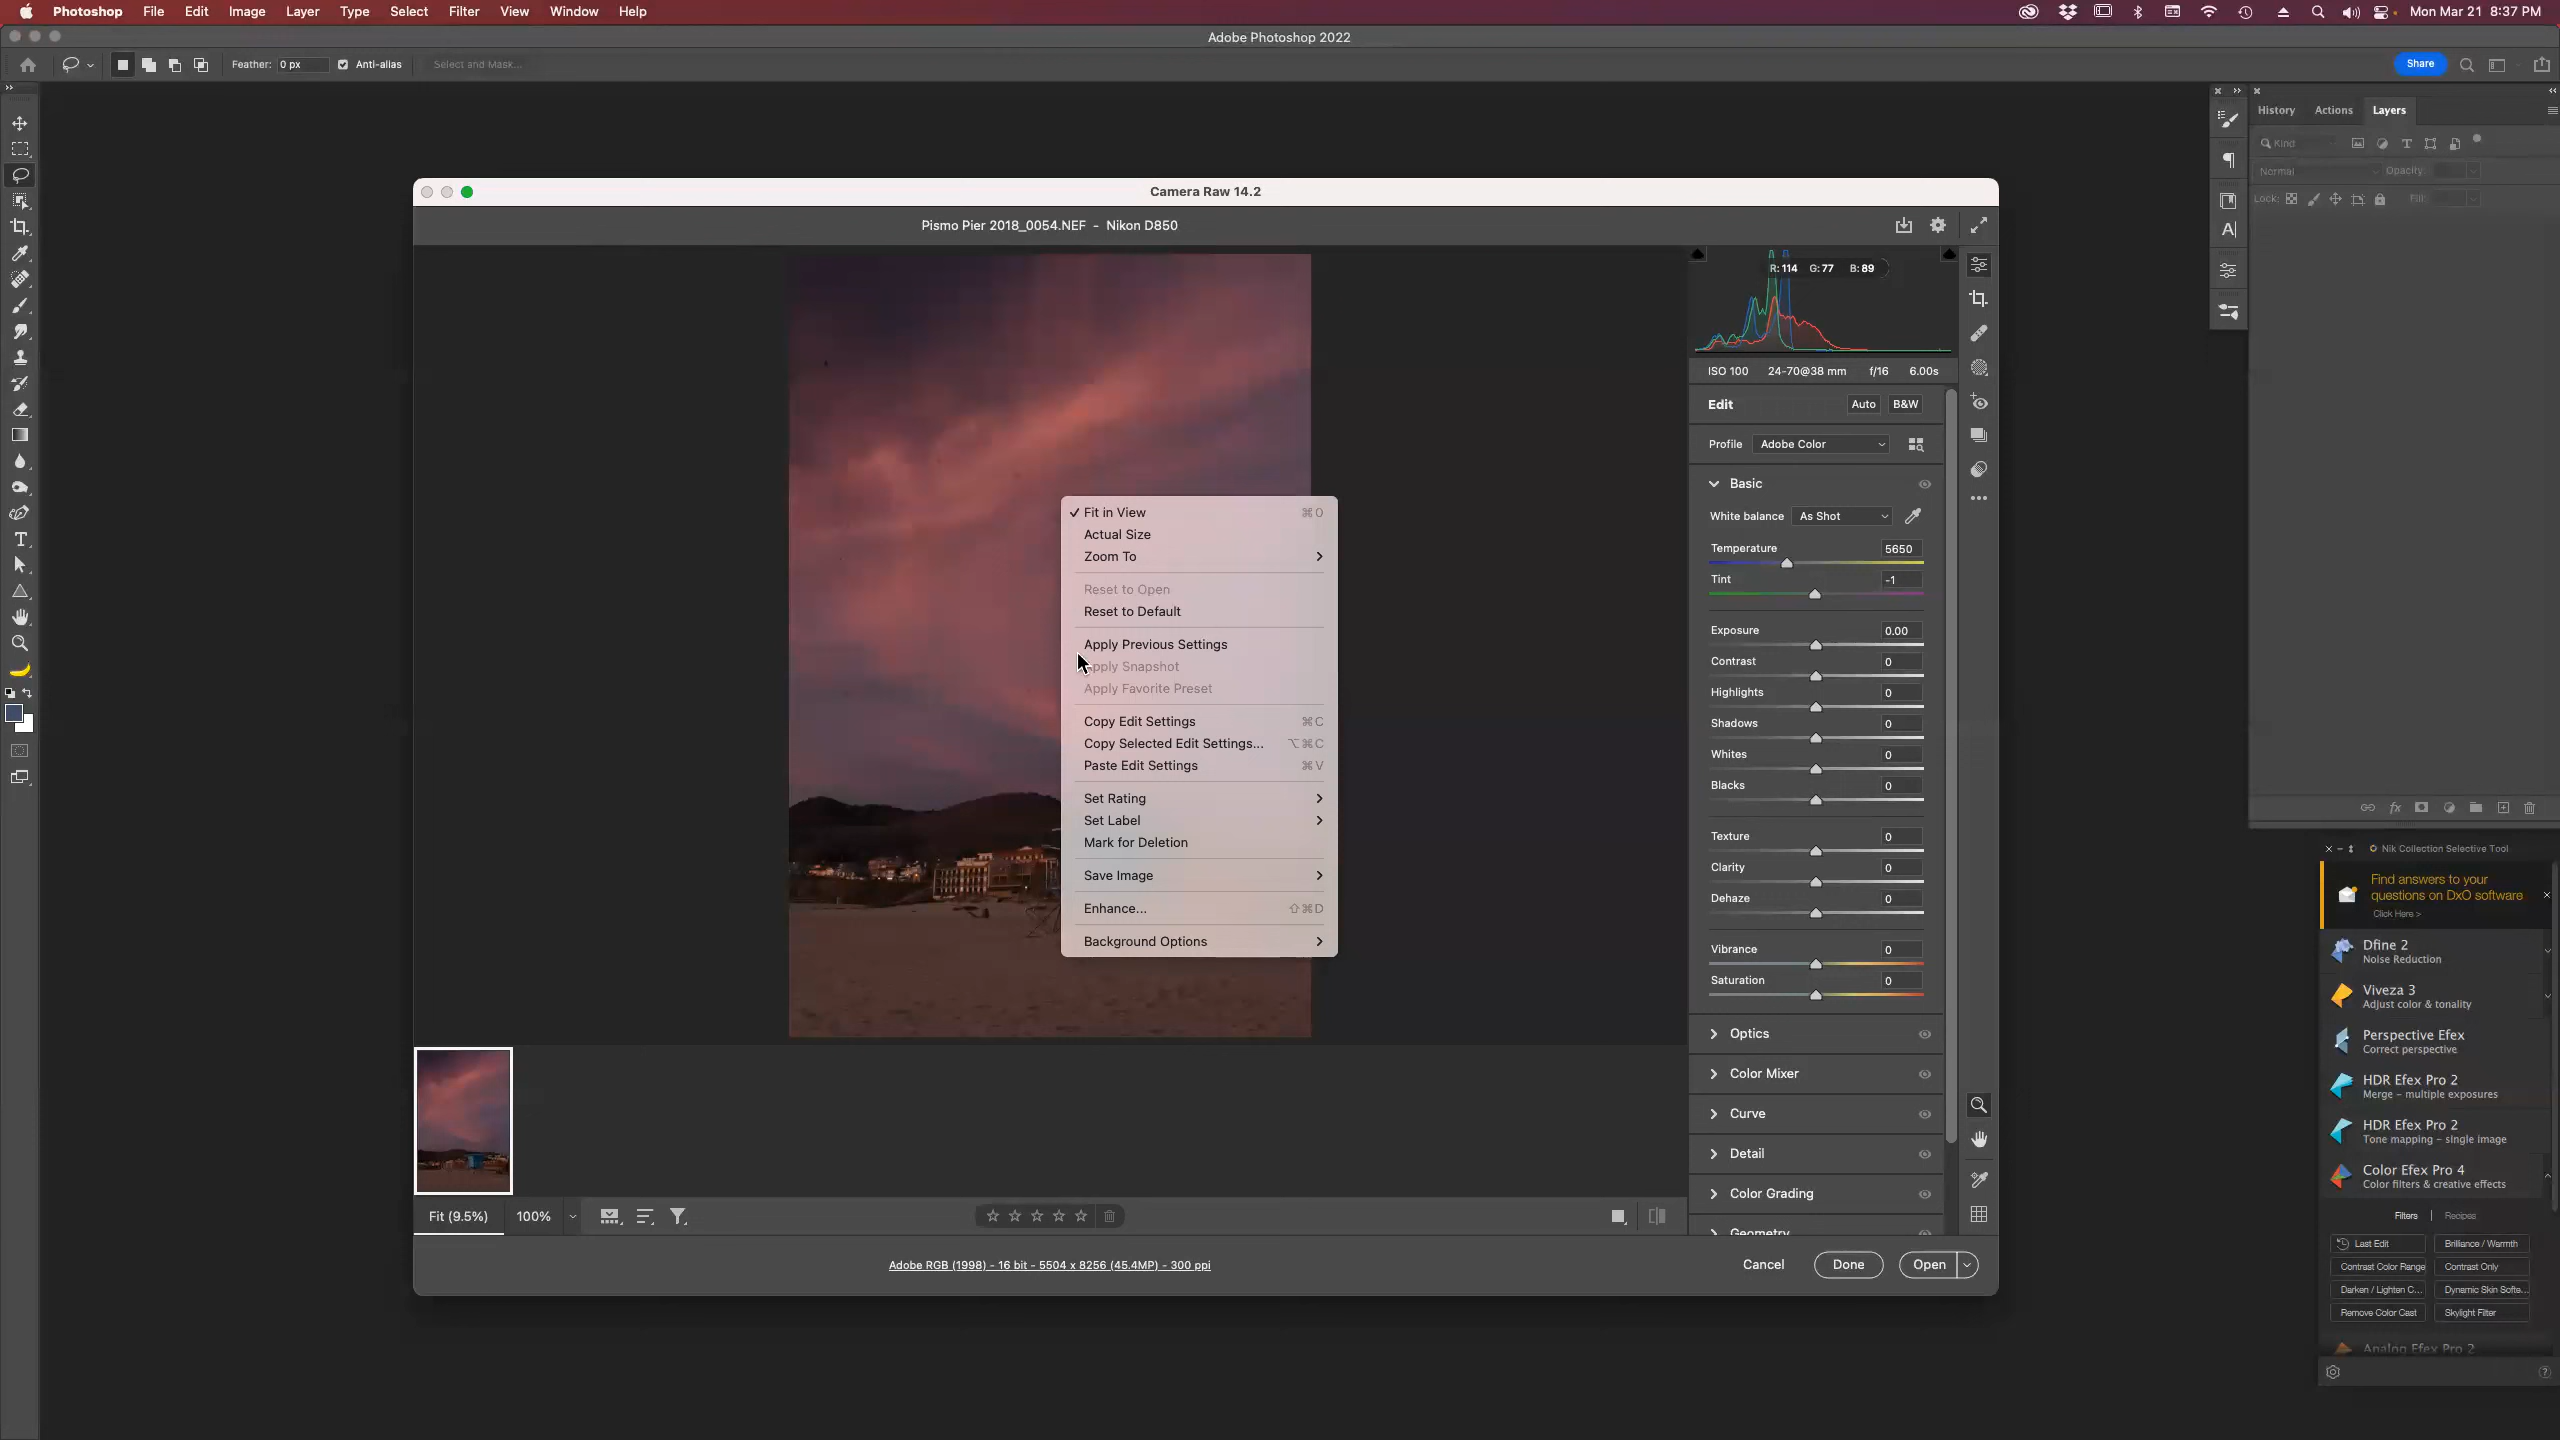 Photoshop File Edit Image Layer Type Select Filter View Window Help Mon Mar 21 8:37 PM
Adobe Photoshop 2022
Feather: 0 px Anti-alias Select and Mask... Share
History Actions Layers
Kind
Normal Opacity:
Lock: Fill:
Camera Raw 14.2
Pismo Pier 2018_0054.NEF - Nikon D850
R: 114 G: 77 B: 89
ISO 100 24-70@38 mm f/16 6.00s
Edit Auto B&W
Profile Adobe Color
Basic
White balance As Shot
Temperature 5650
Tint -1
Exposure 0.00
Contrast 0
Highlights 0
Shadows 0
Whites 0
Blacks 0
Texture 0
Clarity 0
Dehaze 0
Vibrance 0
Saturation 0
Optics
Color Mixer
Curve
Detail
Color Grading
Geometry
✓ Fit in View ⌘0
Actual Size
Zoom To
Reset to Open
Reset to Default
Apply Previous Settings
Apply Snapshot
Apply Favorite Preset
Copy Edit Settings ⌘C
Copy Selected Edit Settings... ⌥⌘C
Paste Edit Settings ⌘V
Set Rating
Set Label
Mark for Deletion
Save Image
Enhance... ⇧⌘D
Background Options
Fit (9.5%) 100%
Adobe RGB (1998) - 16 bit - 5504 x 8256 (45.4MP) - 300 ppi
Cancel Done Open
Nik Collection Selective Tool
Find answers to your
questions on DxO software
Click Here >
Dfine 2
Noise Reduction
Viveza 3
Adjust color & tonality
Perspective Efex
Correct perspective
HDR Efex Pro 2
Merge – multiple exposures
HDR Efex Pro 2
Tone mapping – single image
Color Efex Pro 4
Color filters & creative effects
Filters | Recipes
Last Edit Brilliance / Warmth
Contrast Color Range Contrast Only
Darken / Lighten C... Dynamic Skin Softe...
Remove Color Cast Skylight Filter
Analog Efex Pro 2